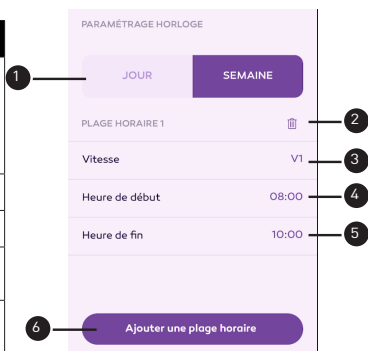 PARAMÉTRAGE HORLOGE
1 JOUR SEMAINE
PLAGE HORAIRE 1 2
Vitesse V1 3
Heure de début 08:00 4
Heure de fin 10:00 5
6 Ajouter une plage horaire